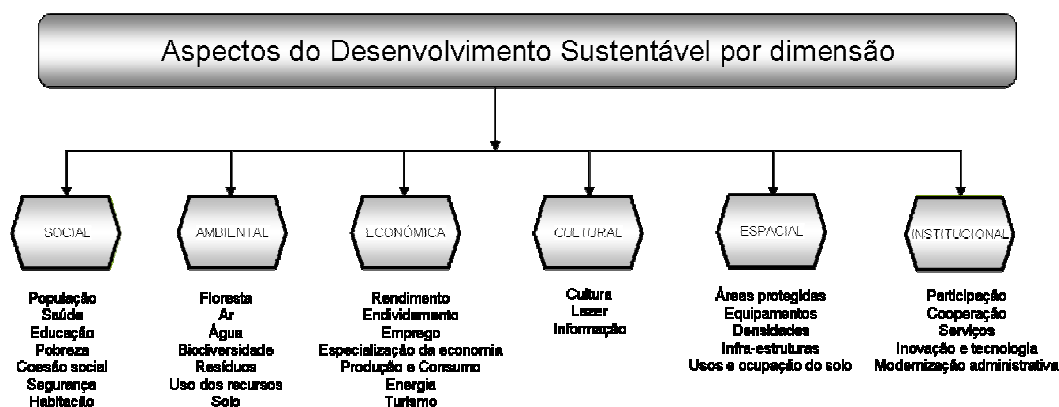 Aspectos do Desenvolvimento Sustentável por dimensão
SOCIAL
População
Saúde
Educação
Pobreza
Coesão social
Segurança
Habitação
AMBIENTAL
Floresta
Ar
Água
Biodiversidade
Resíduos
Uso dos recursos
Solo
ECONÓMICA
Rendimento
Endividamento
Emprego
Especialização da economia
Produção e Consumo
Energia
Turismo
CULTURAL
Cultura
Lazer
Informação
ESPACIAL
Áreas protegidas
Equipamentos
Densidades
Infra-estruturas
Usos e ocupação do solo
INSTITUCIONAL
Participação
Cooperação
Serviços
Inovação e tecnologia
Modernização administrativa